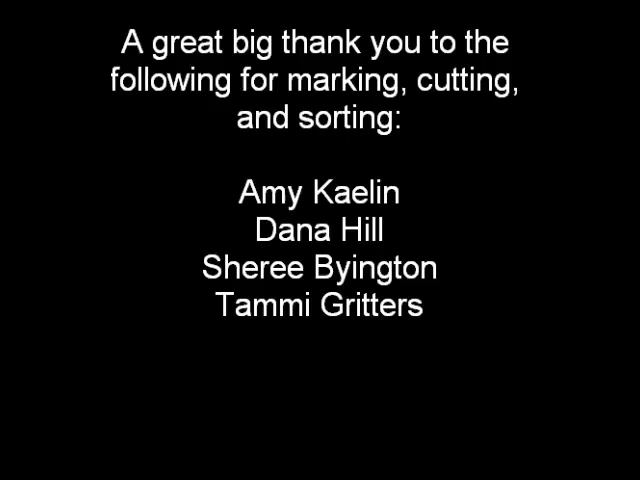 A great big thank you to the
following for marking, cutting,
and sorting:
Amy Kaelin
Dana Hill
Sheree Byington
Tammi Gritters